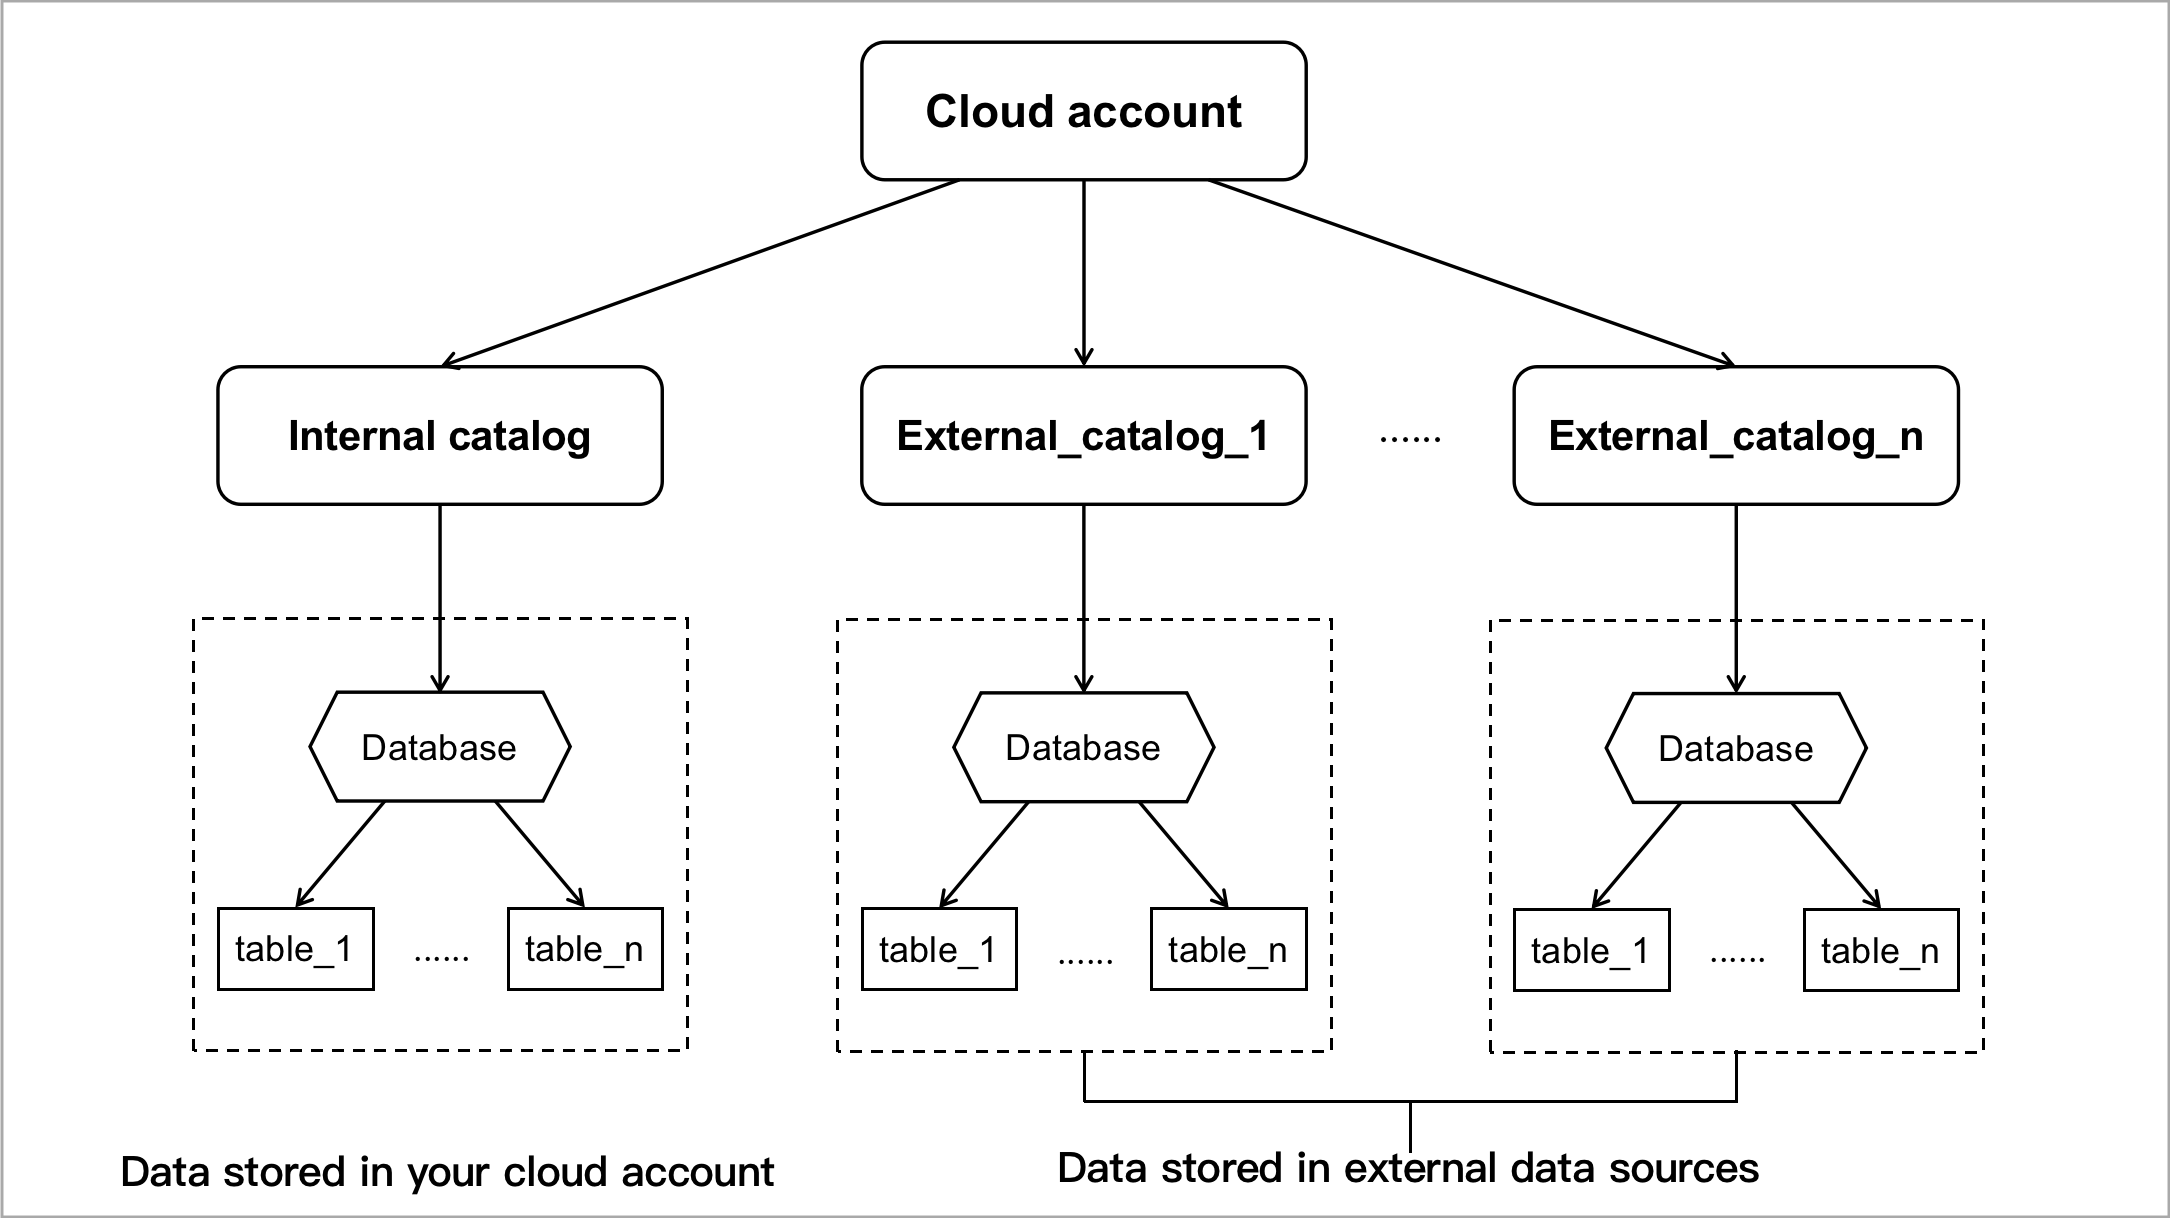 Cloud account
Internal catalog
External_catalog_1
......
External_catalog_n
Database
Database
Database
table_1
......
table_n
table_1
......
table_n
table_1
......
table_n
Data stored in your cloud account
Data stored in external data sources